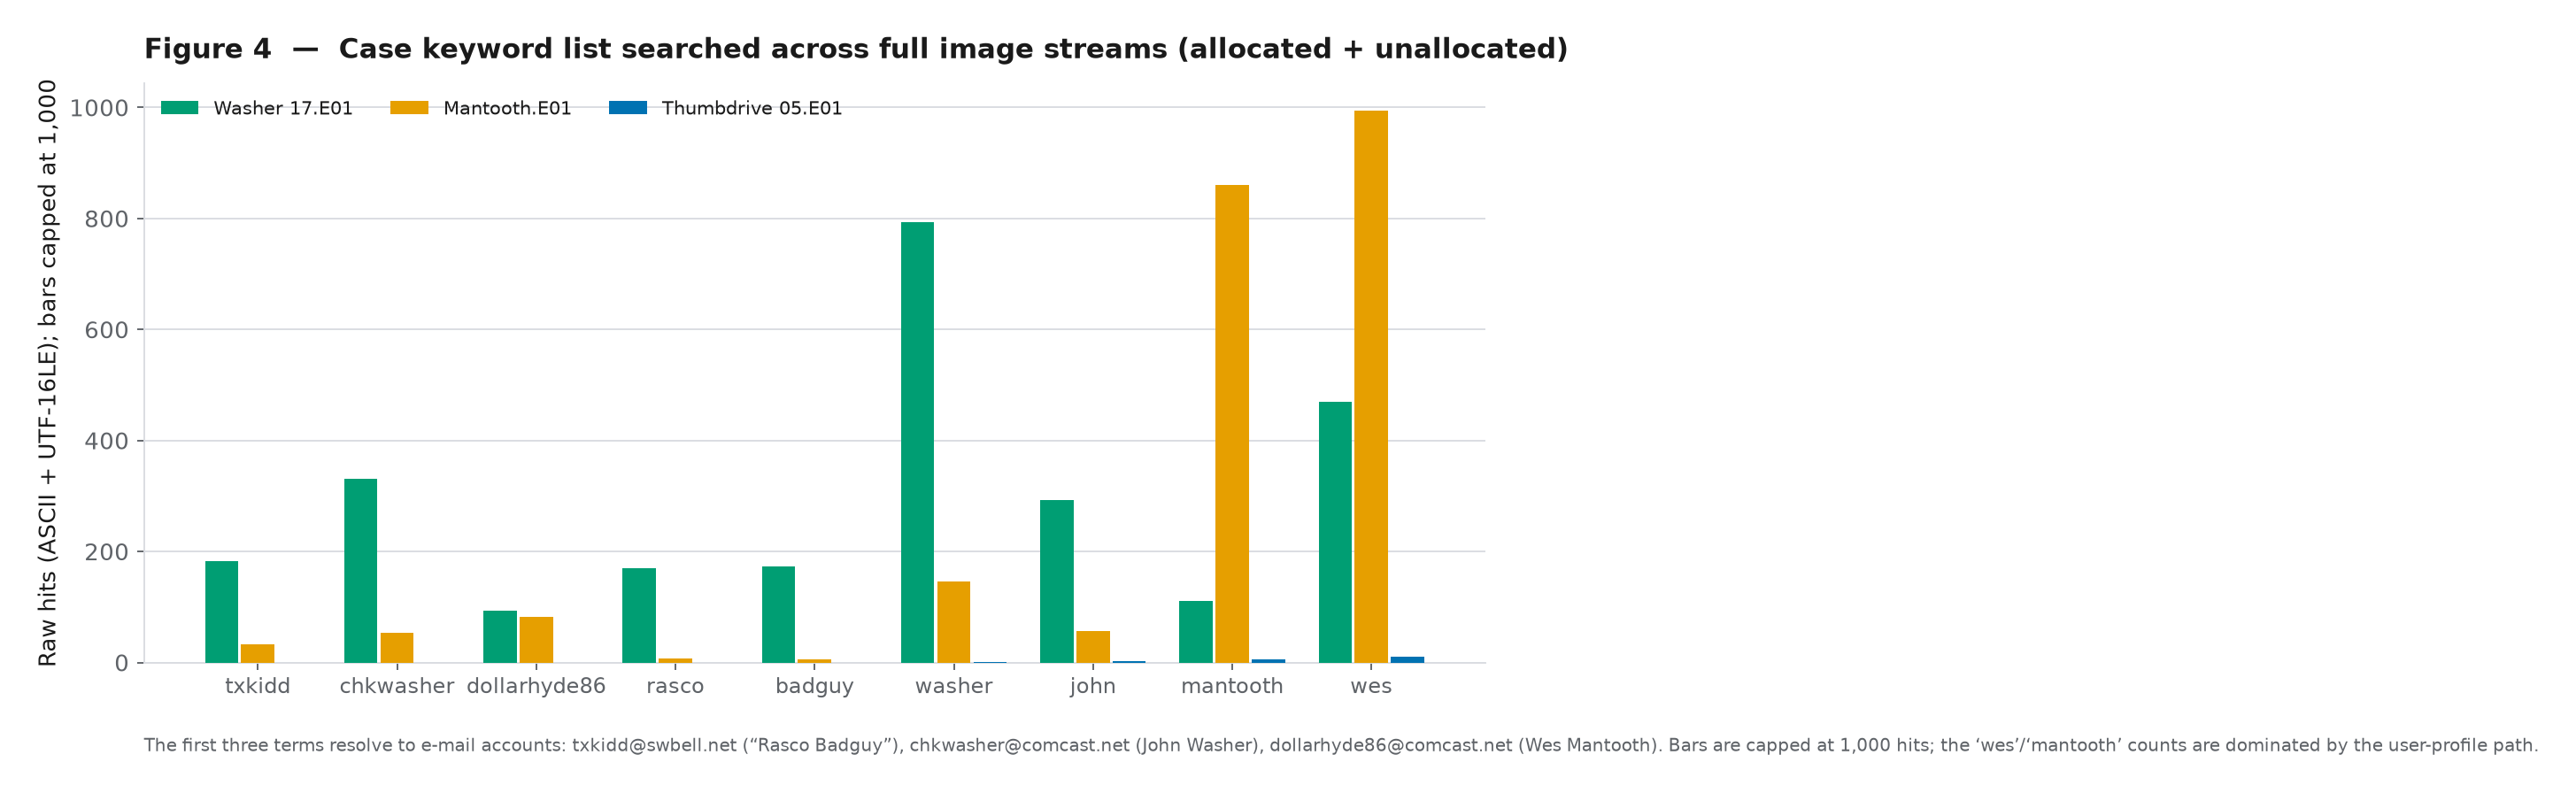 Figure 4 — Case keyword list searched across full image streams (allocated + unallocated)
Raw hits (ASCII + UTF-16LE); bars capped at 1,000
Washer 17.E01 Mantooth.E01 Thumbdrive 05.E01
1000
800
600
400
200
0
txkidd chkwasher dollarhyde86 rasco badguy washer john mantooth wes
The first three terms resolve to e-mail accounts: txkidd@swbell.net (“Rasco Badguy”), chkwasher@comcast.net (John Washer), dollarhyde86@comcast.net (Wes Mantooth). Bars are capped at 1,000 hits; the ‘wes’/‘mantooth’ counts are dominated by the user-profile path.